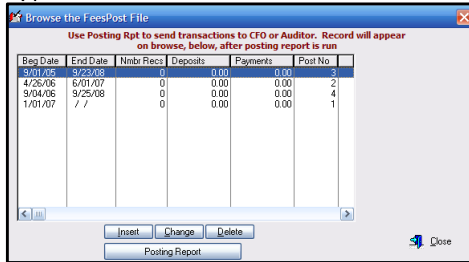 Browse the FeesPost File
Use Posting Rpt to send transactions to CFO or Auditor. Record will appear
on browse, below, after posting report is run
Beg Date End Date Nmbr Recs Deposits Payments Post No
9/01/05 9/23/08 0 0.00 0.00 3
4/26/06 6/01/07 0 0.00 0.00 2
9/04/06 9/25/08 0 0.00 0.00 4
1/01/07 / / 0 0.00 0.00 1
Insert Change Delete
Close
Posting Report